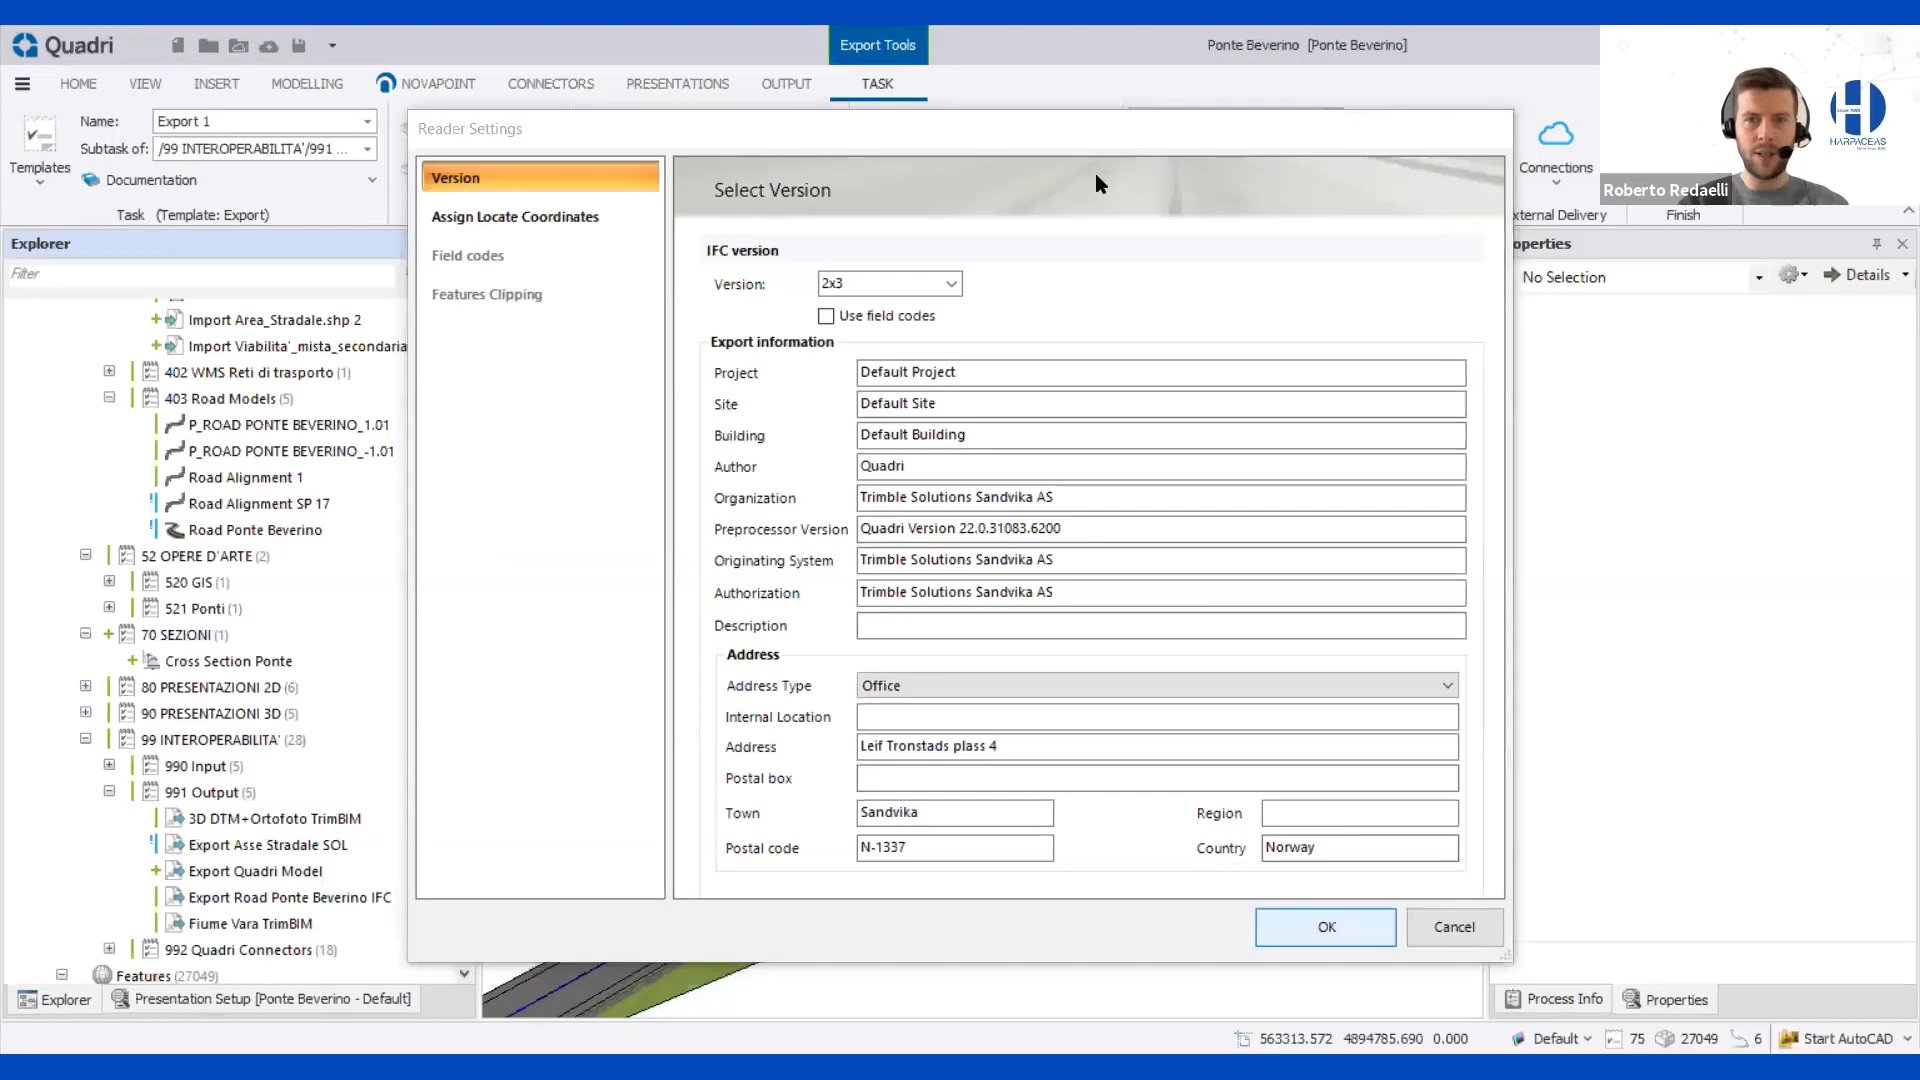 Quadri
Export Tools
Ponte Beverino [Ponte Beverino]
HOME
VIEW
INSERT
MODELLING
NOVAPOINT
CONNECTORS
PRESENTATIONS
OUTPUT
TASK
Templates
Name:
Export 1
Subtask of:
/99 INTEROPERABILITA'/991 ...
Documentation
Task (Template: Export)
Connections
xternal Delivery
Finish
Roberto Redaelli
HARPACEAS
Explorer
Filter
Import Area_Stradale.shp 2
Import Viabilita'_mista_secondaria
402 WMS Reti di trasporto (1)
403 Road Models (5)
P_ROAD PONTE BEVERINO_1.01
P_ROAD PONTE BEVERINO_-1.01
Road Alignment 1
Road Alignment SP 17
Road Ponte Beverino
52 OPERE D'ARTE (2)
520 GIS (1)
521 Ponti (1)
70 SEZIONI (1)
Cross Section Ponte
80 PRESENTAZIONI 2D (6)
90 PRESENTAZIONI 3D (5)
99 INTEROPERABILITA' (28)
990 Input (5)
991 Output (5)
3D DTM+Ortofoto TrimBIM
Export Asse Stradale SOL
Export Quadri Model
Export Road Ponte Beverino IFC
Fiume Vara TrimBIM
992 Quadri Connectors (18)
Features (27049)
Explorer
Presentation Setup [Ponte Beverino - Default]
Reader Settings
Version
Assign Locate Coordinates
Field codes
Features Clipping
Select Version
IFC version
Version:
2x3
Use field codes
Export information
Project
Default Project
Site
Default Site
Building
Default Building
Author
Quadri
Organization
Trimble Solutions Sandvika AS
Preprocessor Version
Quadri Version 22.0.31083.6200
Originating System
Trimble Solutions Sandvika AS
Authorization
Trimble Solutions Sandvika AS
Description
Address
Address Type
Office
Internal Location
Address
Leif Tronstads plass 4
Postal box
Town
Sandvika
Region
Postal code
N-1337
Country
Norway
OK
Cancel
operties
No Selection
Details
Process Info
Properties
563313.572 4894785.690 0.000
Default
75
27049
6
Start AutoCAD